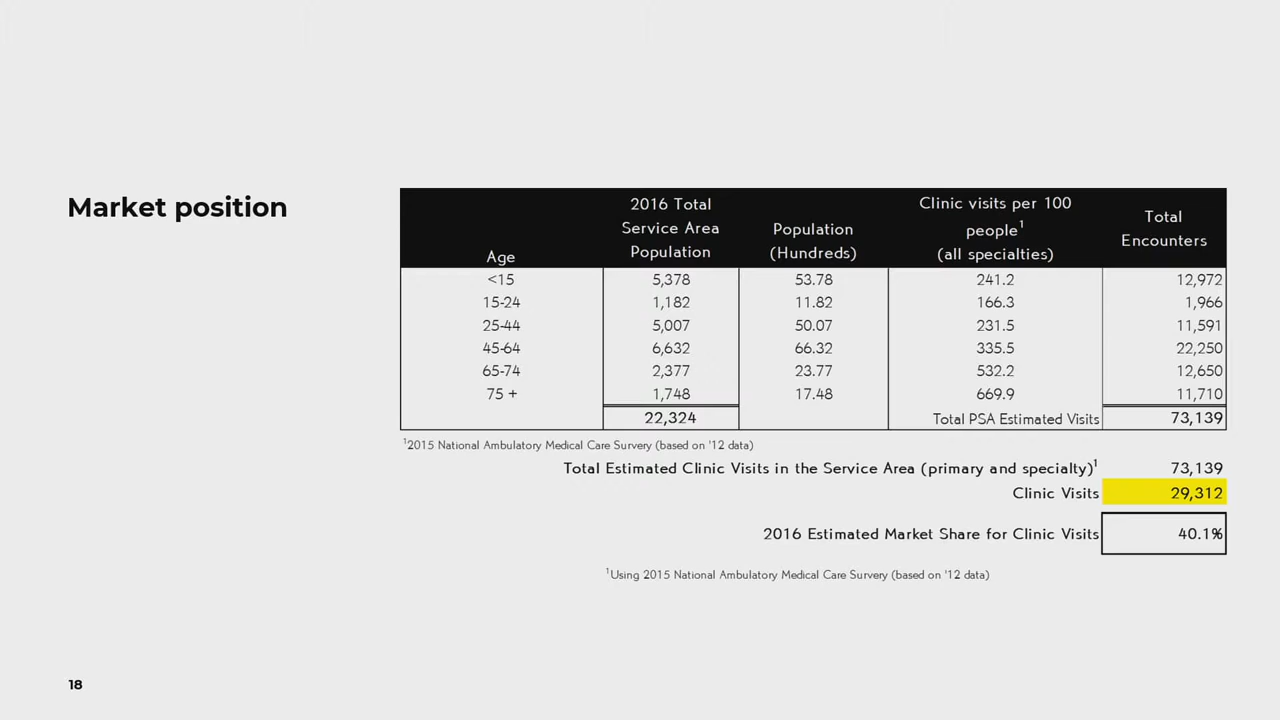 Market position
Age | 2016 Total Service Area Population | Population (Hundreds) | Clinic visits per 100 people¹ (all specialties) | Total Encounters
<15 | 5,378 | 53.78 | 241.2 | 12,972
15-24 | 1,182 | 11.82 | 166.3 | 1,966
25-44 | 5,007 | 50.07 | 231.5 | 11,591
45-64 | 6,632 | 66.32 | 335.5 | 22,250
65-74 | 2,377 | 23.77 | 532.2 | 12,650
75 + | 1,748 | 17.48 | 669.9 | 11,710
22,324 | Total PSA Estimated Visits | 73,139
¹2015 National Ambulatory Medical Care Survery (based on '12 data)
Total Estimated Clinic Visits in the Service Area (primary and specialty)¹ 73,139
Clinic Visits 29,312
2016 Estimated Market Share for Clinic Visits 40.1%
¹Using 2015 National Ambulatory Medical Care Survery (based on '12 data)
18